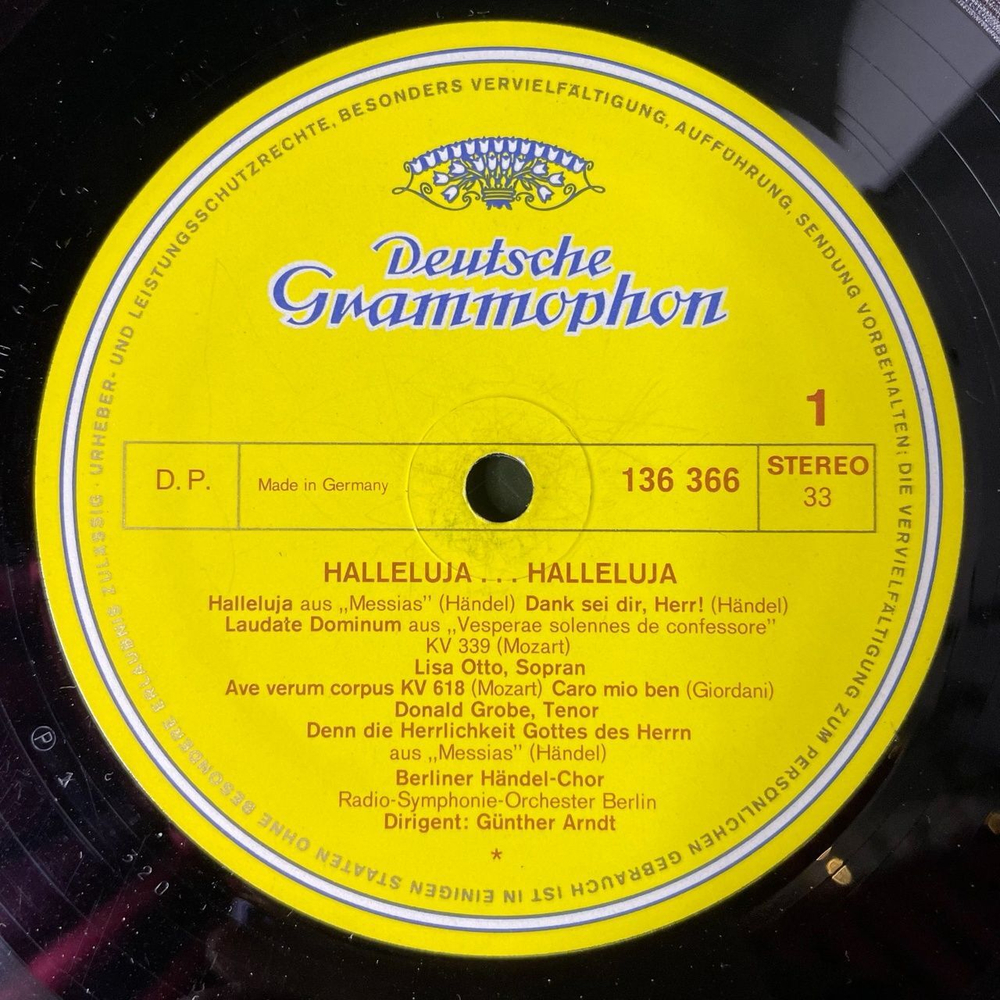 URHEBER- UND LEISTUNGSSCHUTZRECHTE, BESONDERS VERVIELFÄLTIGUNG, AUFFÜHRUNG, SENDUNG VORBEHALTEN; DIE VERVIELFÄLTIGUNG ZUM PERSÖNLICHEN GEBRAUCH IST IN EINIGEN STAATEN OHNE BESONDERE ERLAUBNIS ZULÄSSIG ·
Deutsche
Grammophon
1
D. P.
Made in Germany
136 366
STEREO
33
HALLELUJA . . . HALLELUJA
Halleluja aus „Messias” (Händel) Dank sei dir, Herr! (Händel)
Laudate Dominum aus „Vesperae solennes de confessore”
KV 339 (Mozart)
Lisa Otto, Sopran
Ave verum corpus KV 618 (Mozart) Caro mio ben (Giordani)
Donald Grobe, Tenor
Denn die Herrlichkeit Gottes des Herrn
aus „Messias” (Händel)
Berliner Händel-Chor
Radio-Symphonie-Orchester Berlin
Dirigent: Günther Arndt
*
Ⓟ
320